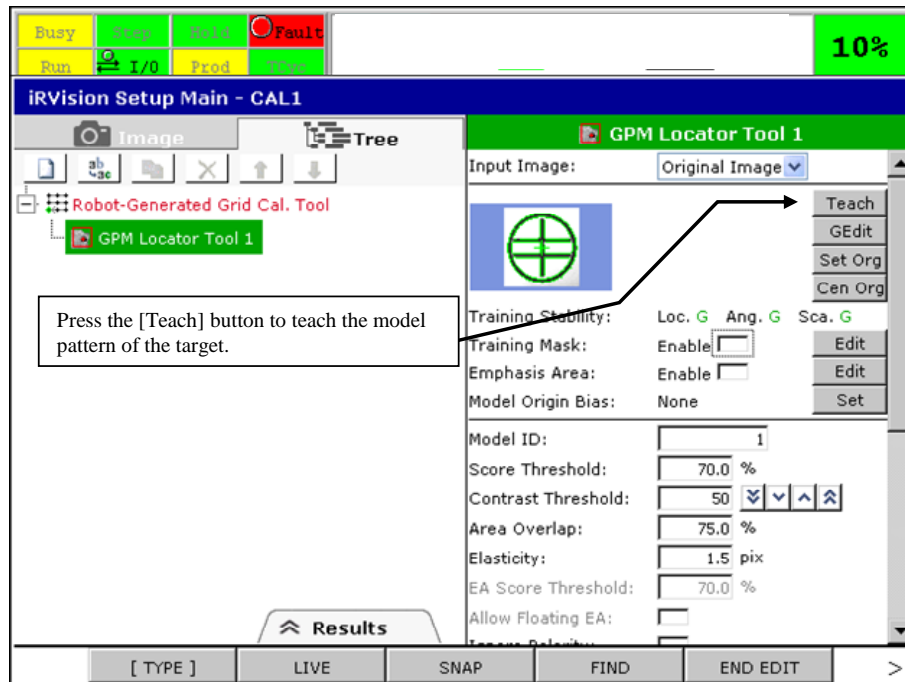 Busy Step Hold Fault
Run I/O Prod TCyc
10%
iRVision Setup Main - CAL1
Image Tree
GPM Locator Tool 1
Input Image: Original Image
Robot-Generated Grid Cal. Tool
GPM Locator Tool 1
Teach
GEdit
Set Org
Cen Org
Press the [Teach] button to teach the model
pattern of the target.
Training Stability: Loc. G Ang. G Sca. G
Training Mask: Enable Edit
Emphasis Area: Enable Edit
Model Origin Bias: None Set
Model ID: 1
Score Threshold: 70.0 %
Contrast Threshold: 50
Area Overlap: 75.0 %
Elasticity: 1.5 pix
EA Score Threshold: 70.0 %
Allow Floating EA:
Ignore Polarity:
Results
[ TYPE ] LIVE SNAP FIND END EDIT >